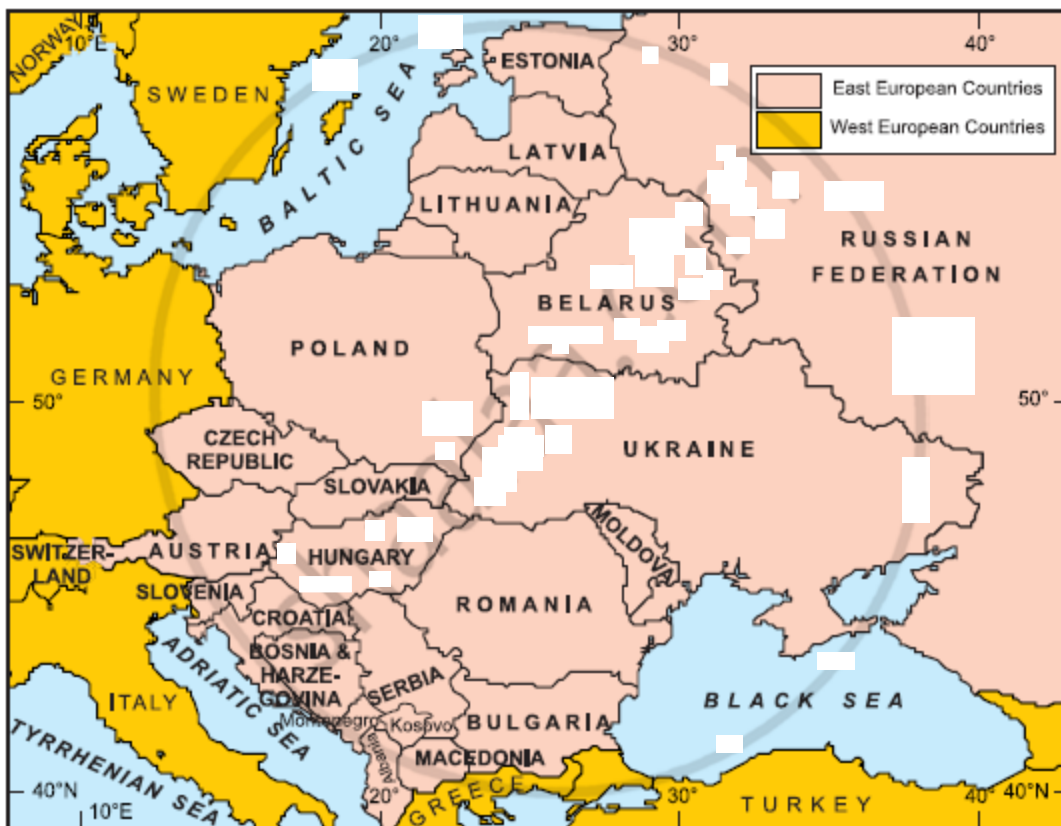 NORWAY
10°E
20°
30°
40°
ESTONIA
SWEDEN
East European Countries
West European Countries
BALTIC SEA
LATVIA
LITHUANIA
RUSSIAN
FEDERATION
BELARUS
POLAND
GERMANY
50°
50°
CZECH
REPUBLIC
UKRAINE
SLOVAKIA
MOLDOVA
AUSTRIA
HUNGARY
SWITZER-
LAND
SLOVENIA
CROATIA
ROMANIA
BOSNIA &
HARZE-
GOVINA
ADRIATIC SEA
SERBIA
ITALY
BLACK SEA
Montenegro
Kosovo
BULGARIA
TYRRHENIAN SEA
Albania
MACEDONIA
GREECE
TURKEY
40°N
10°E
20°
30°
40°
40°N